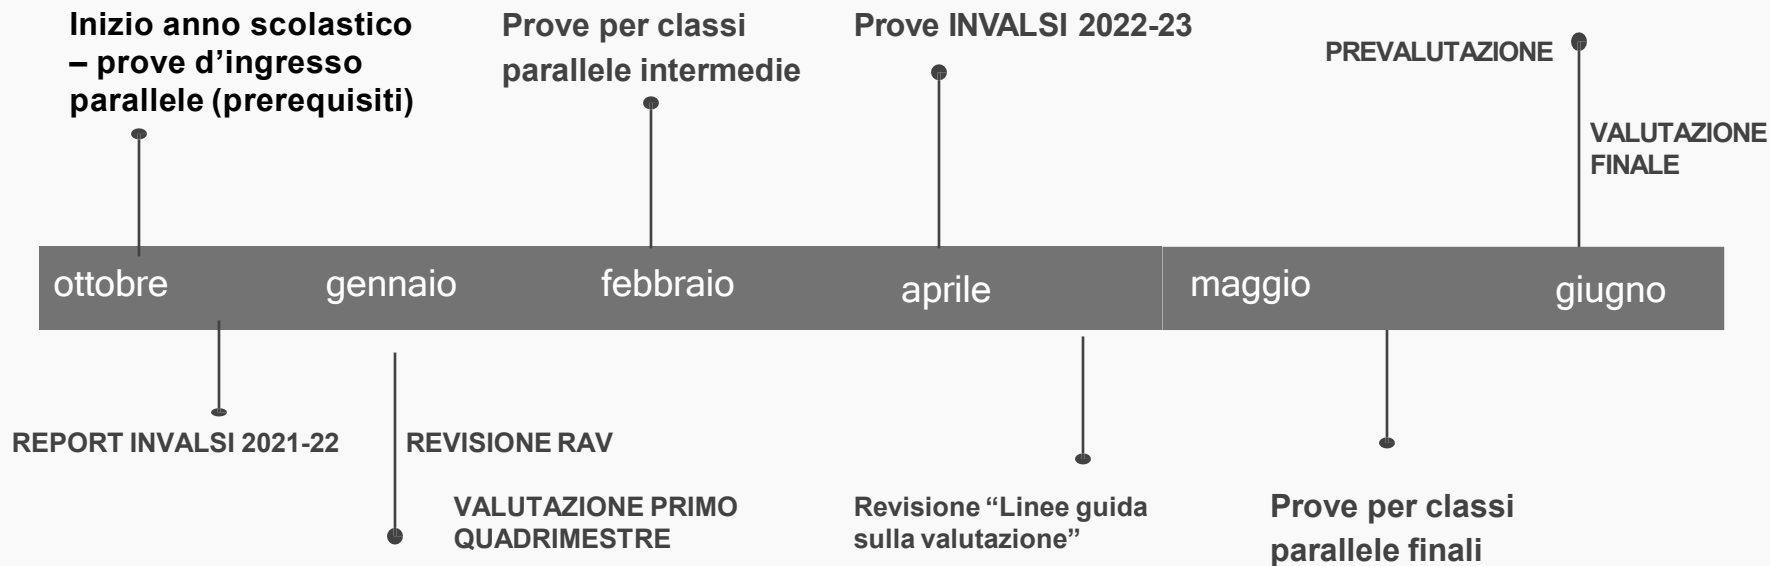 Inizio anno scolastico
– prove d’ingresso
parallele (prerequisiti)
Prove per classi
parallele intermedie
Prove INVALSI 2022-23
PREVALUTAZIONE
VALUTAZIONE
FINALE
ottobre
gennaio
febbraio
aprile
maggio
giugno
REPORT INVALSI 2021-22
REVISIONE RAV
VALUTAZIONE PRIMO
QUADRIMESTRE
Revisione “Linee guida
sulla valutazione”
Prove per classi
parallele finali